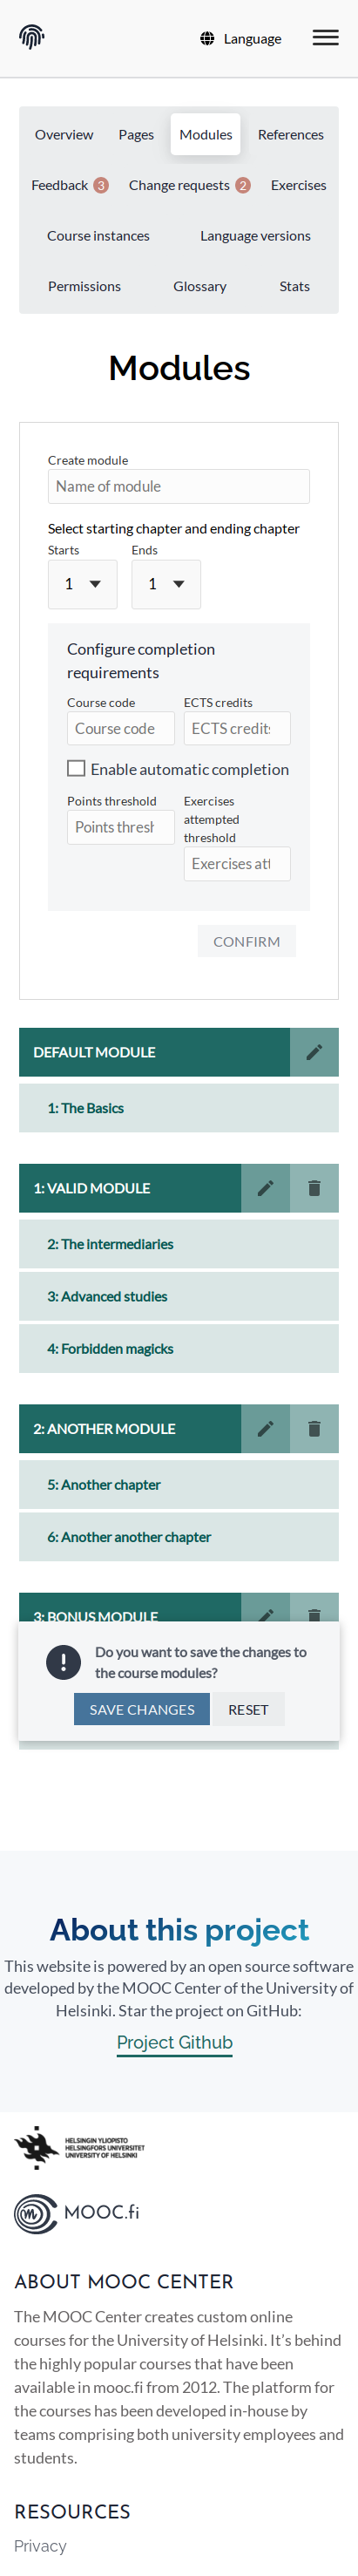 Language
Overview
Pages
Modules
References
Feedback 3
Change requests 2
Exercises
Course instances
Language versions
Permissions
Glossary
Stats
Modules
Create module
Name of module
Select starting chapter and ending chapter
Starts
Ends
1
1
Configure completion
requirements
Course code
ECTS credits
Course code
ECTS credits
Enable automatic completion
Points threshold
Exercises
attempted
threshold
Points thresh
Exercises att
CONFIRM
DEFAULT MODULE
1: The Basics
1: VALID MODULE
2: The intermediaries
3: Advanced studies
4: Forbidden magicks
2: ANOTHER MODULE
5: Another chapter
6: Another another chapter
3: BONUS MODULE
Do you want to save the changes to
the course modules?
SAVE CHANGES
RESET
About this project
This website is powered by an open source software
developed by the MOOC Center of the University of
Helsinki. Star the project on GitHub:
Project Github
HELSINGIN YLIOPISTO
HELSINGFORS UNIVERSITET
UNIVERSITY OF HELSINKI
MOOC.fi
ABOUT MOOC CENTER
The MOOC Center creates custom online
courses for the University of Helsinki. It's behind
the highly popular courses that have been
available in mooc.fi from 2012. The platform for
the courses has been developed in-house by
teams comprising both university employees and
students.
RESOURCES
Privacy